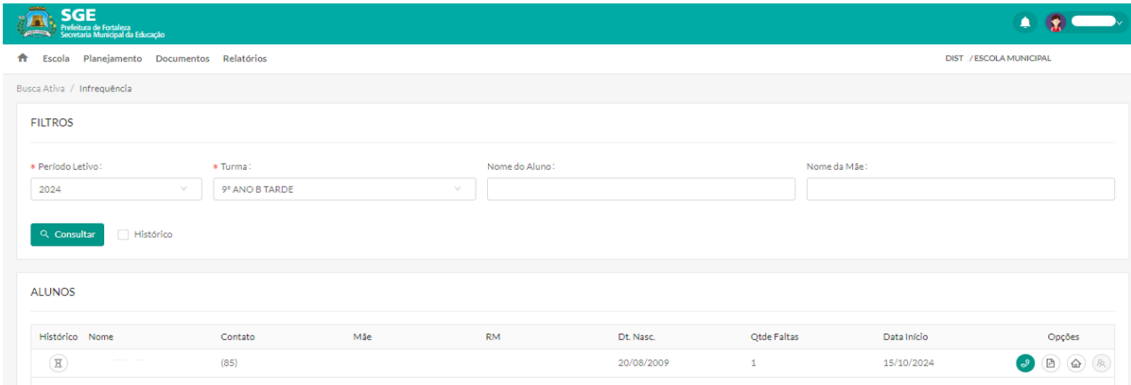 SGE
Prefeitura de Fortaleza
Secretaria Municipal da Educação
Escola Planejamento Documentos Relatórios DIST / ESCOLA MUNICIPAL
Busca Ativa / Infrequência
FILTROS
* Período Letivo : * Turma : Nome do Aluno : Nome da Mãe :
2024 9º ANO B TARDE
Consultar Histórico
ALUNOS
Histórico Nome Contato Mãe RM Dt. Nasc. Qtde Faltas Data Início Opções
(85) 20/08/2009 1 15/10/2024